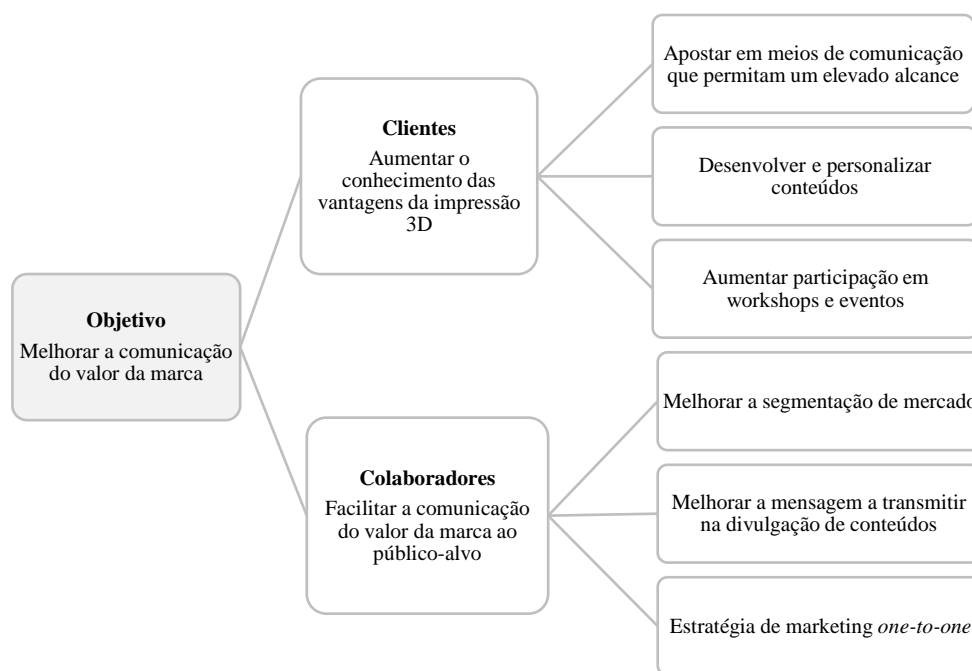 Objetivo
Melhorar a comunicação
do valor da marca
Clientes
Aumentar o
conhecimento das
vantagens da impressão
3D
Apostar em meios de comunicação
que permitam um elevado alcance
Desenvolver e personalizar
conteúdos
Aumentar participação em
workshops e eventos
Colaboradores
Facilitar a comunicação
do valor da marca ao
público-alvo
Melhorar a segmentação de mercado
Melhorar a mensagem a transmitir
na divulgação de conteúdos
Estratégia de marketing one-to-one